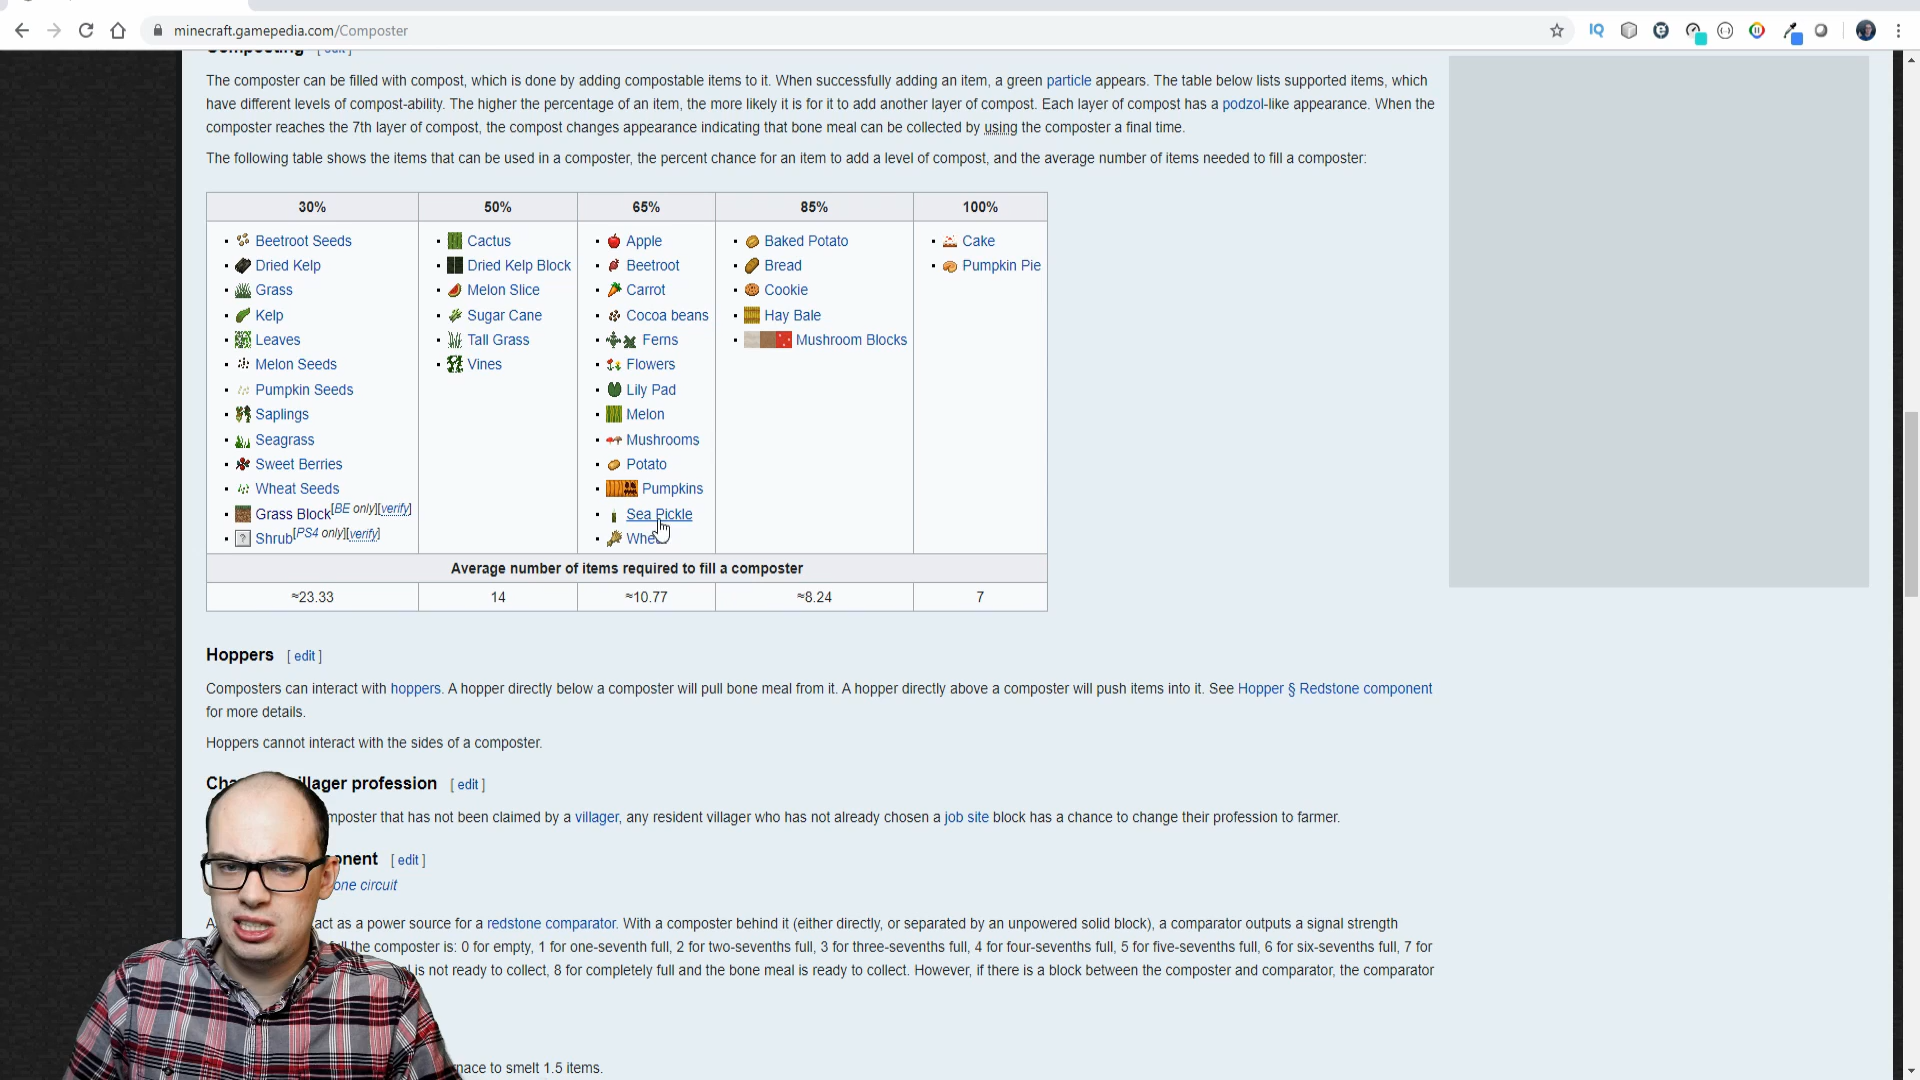 minecraft.gamepedia.com/Composter
IQ
Composting [ edit ]
The composter can be filled with compost, which is done by adding compostable items to it. When successfully adding an item, a green particle appears. The table below lists supported items, which
have different levels of compost-ability. The higher the percentage of an item, the more likely it is for it to add another layer of compost. Each layer of compost has a podzol-like appearance. When the
composter reaches the 7th layer of compost, the compost changes appearance indicating that bone meal can be collected by using the composter a final time.
The following table shows the items that can be used in a composter, the percent chance for an item to add a level of compost, and the average number of items needed to fill a composter:
30% 50% 65% 85% 100%
Beetroot Seeds Cactus Apple Baked Potato Cake
Dried Kelp Dried Kelp Block Beetroot Bread Pumpkin Pie
Grass Melon Slice Carrot Cookie
Kelp Sugar Cane Cocoa beans Hay Bale
Leaves Tall Grass Ferns Mushroom Blocks
Melon Seeds Vines Flowers
Pumpkin Seeds Lily Pad
Saplings Melon
Seagrass Mushrooms
Sweet Berries Potato
Wheat Seeds Pumpkins
Grass Block[BE only][verify] Sea Pickle
Shrub[PS4 only][verify] Whe
Average number of items required to fill a composter
≈23.33 14 ≈10.77 ≈8.24 7
Hoppers [ edit ]
Composters can interact with hoppers. A hopper directly below a composter will pull bone meal from it. A hopper directly above a composter will push items into it. See Hopper § Redstone component
for more details.
Hoppers cannot interact with the sides of a composter.
Cha illager profession [ edit ]
mposter that has not been claimed by a villager, any resident villager who has not already chosen a job site block has a chance to change their profession to farmer.
onent [ edit ]
one circuit
A act as a power source for a redstone comparator. With a composter behind it (either directly, or separated by an unpowered solid block), a comparator outputs a signal strength
the composter is: 0 for empty, 1 for one-seventh full, 2 for two-sevenths full, 3 for three-sevenths full, 4 for four-sevenths full, 5 for five-sevenths full, 6 for six-sevenths full, 7 for
l is not ready to collect, 8 for completely full and the bone meal is ready to collect. However, if there is a block between the composter and comparator, the comparator
nace to smelt 1.5 items.